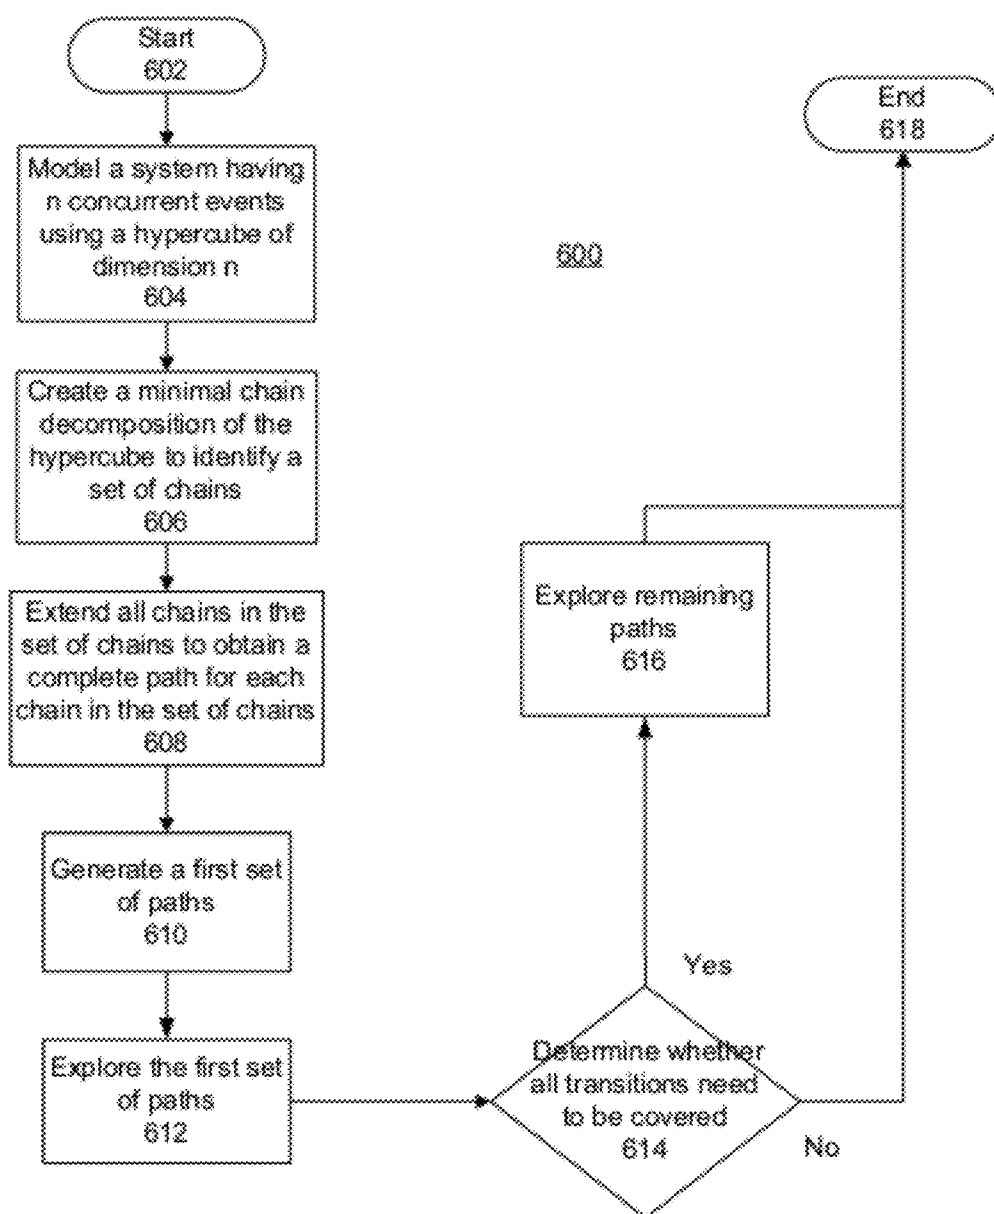 Start
602
Model a system having
n concurrent events
using a hypercube of
dimension n
604
Create a minimal chain
decomposition of the
hypercube to identify a
set of chains
606
Extend all chains in the
set of chains to obtain a
complete path for each
chain in the set of chains
608
Generate a first set
of paths
610
Explore the first set
of paths
612
Determine whether
all transitions need
to be covered
614
Yes
No
Explore remaining
paths
616
End
618
600